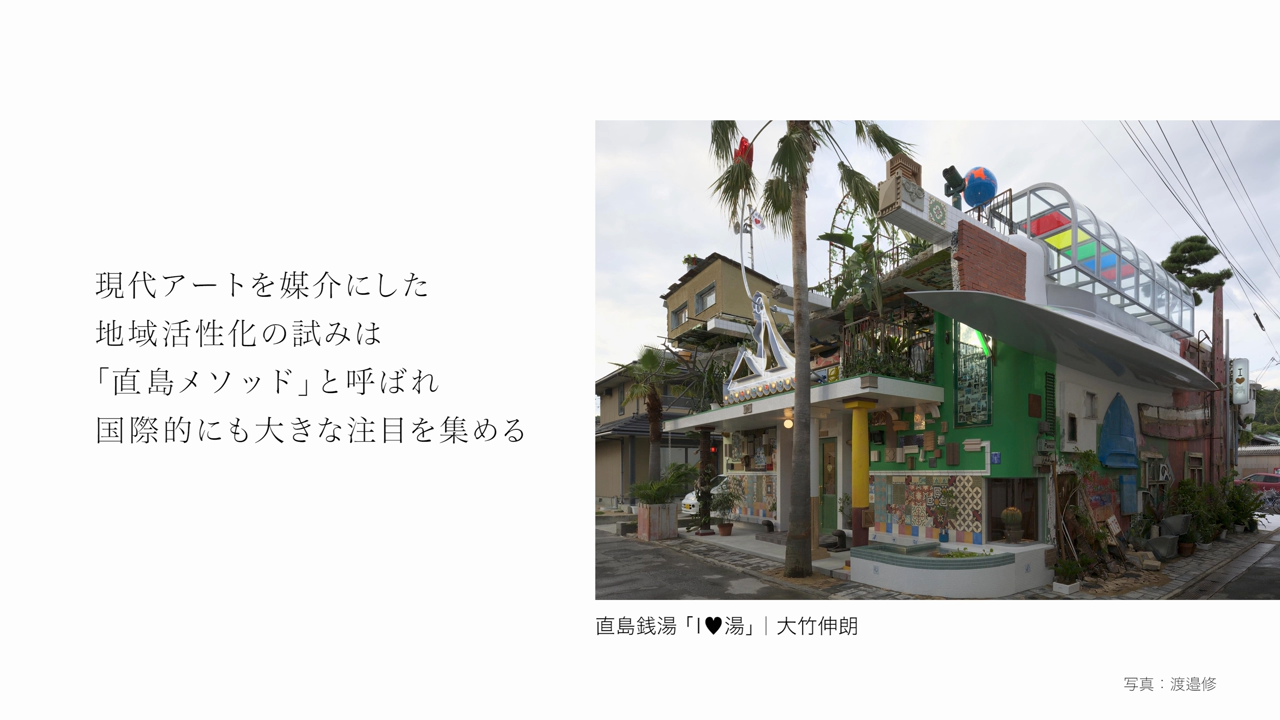 現代アートを媒介にした
地域活性化の試みは
「直島メソッド」と呼ばれ
国際的にも大きな注目を集める
直島銭湯「I♥湯」｜大竹伸朗
写真：渡邉修